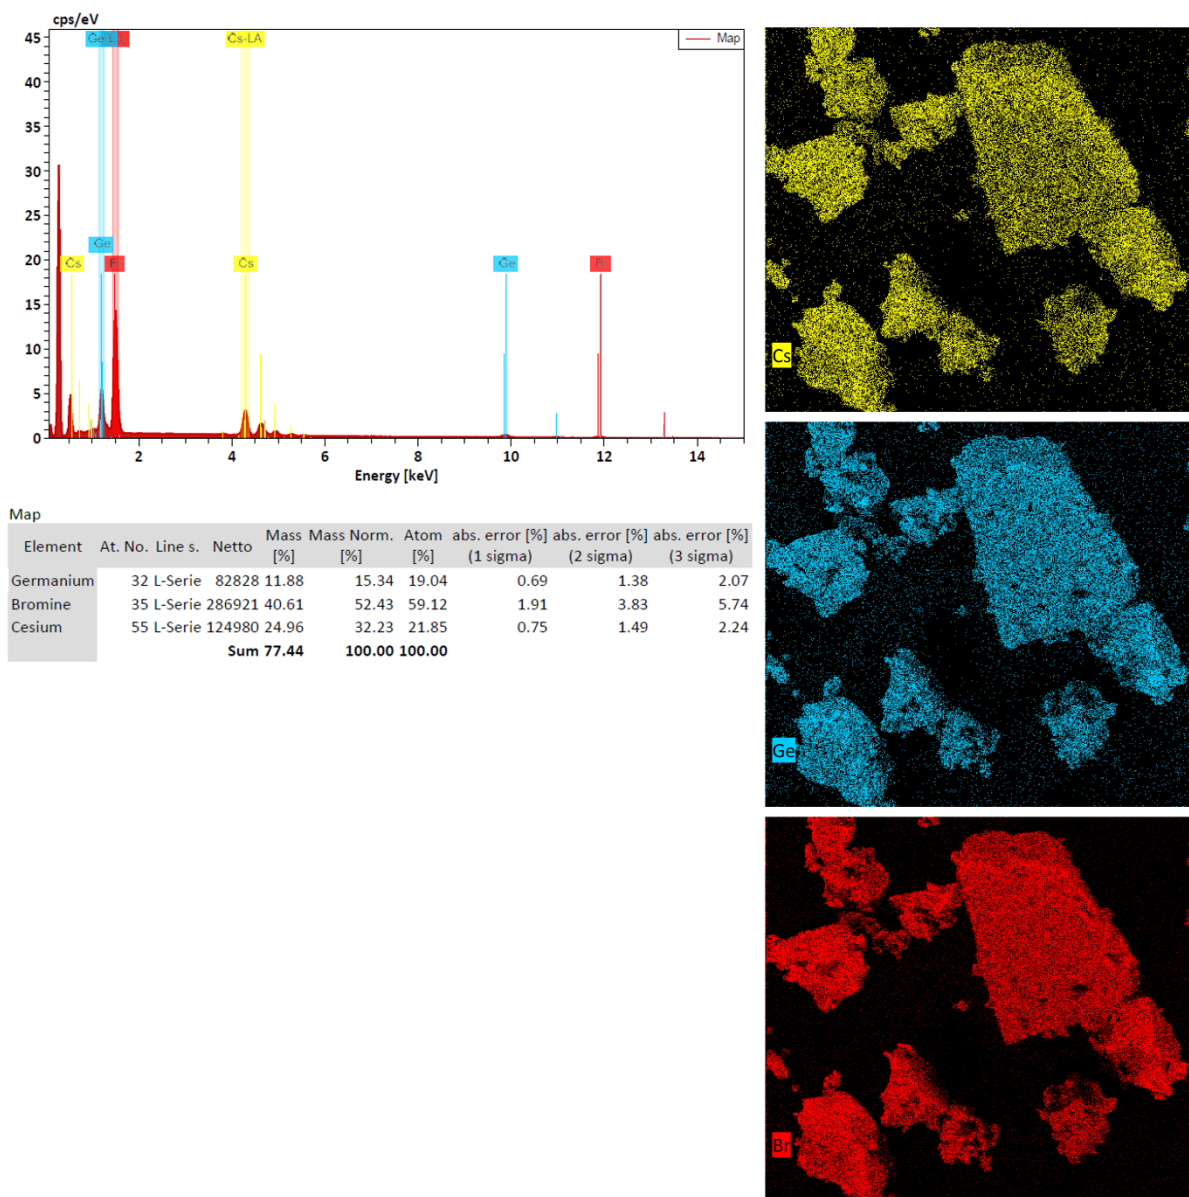 cps/eV
45
40
35
30
25
20
15
10
5
0
Ge-L
Cs-LA
Map
Ge
Cs
Cs
Ge
2 4 6 8 10 12 14
Energy [keV]
Map
Element At. No. Line s. Netto Mass [%] Mass Norm. [%] Atom [%] abs. error [%] (1 sigma) abs. error [%] (2 sigma) abs. error [%] (3 sigma)
Germanium 32 L-Serie 82828 11.88 15.34 19.04 0.69 1.38 2.07
Bromine 35 L-Serie 286921 40.61 52.43 59.12 1.91 3.83 5.74
Cesium 55 L-Serie 124980 24.96 32.23 21.85 0.75 1.49 2.24
Sum 77.44 100.00 100.00
Cs
Ge
Br